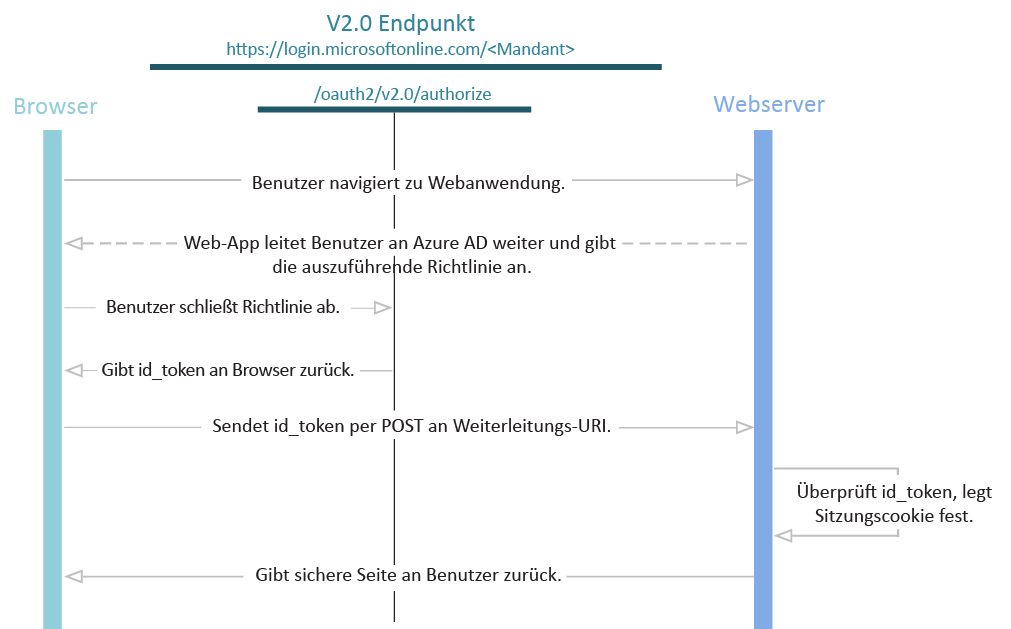 V2.0 Endpunkt
https://login.microsoftonline.com/<Mandant>
/oauth2/v2.0/authorize
Browser
Webserver
Benutzer navigiert zu Webanwendung.
Web-App leitet Benutzer an Azure AD weiter und gibt
die auszuführende Richtlinie an.
Benutzer schließt Richtlinie ab.
Gibt id_token an Browser zurück.
Sendet id_token per POST an Weiterleitungs-URI.
Überprüft id_token, legt
Sitzungscookie fest.
Gibt sichere Seite an Benutzer zurück.